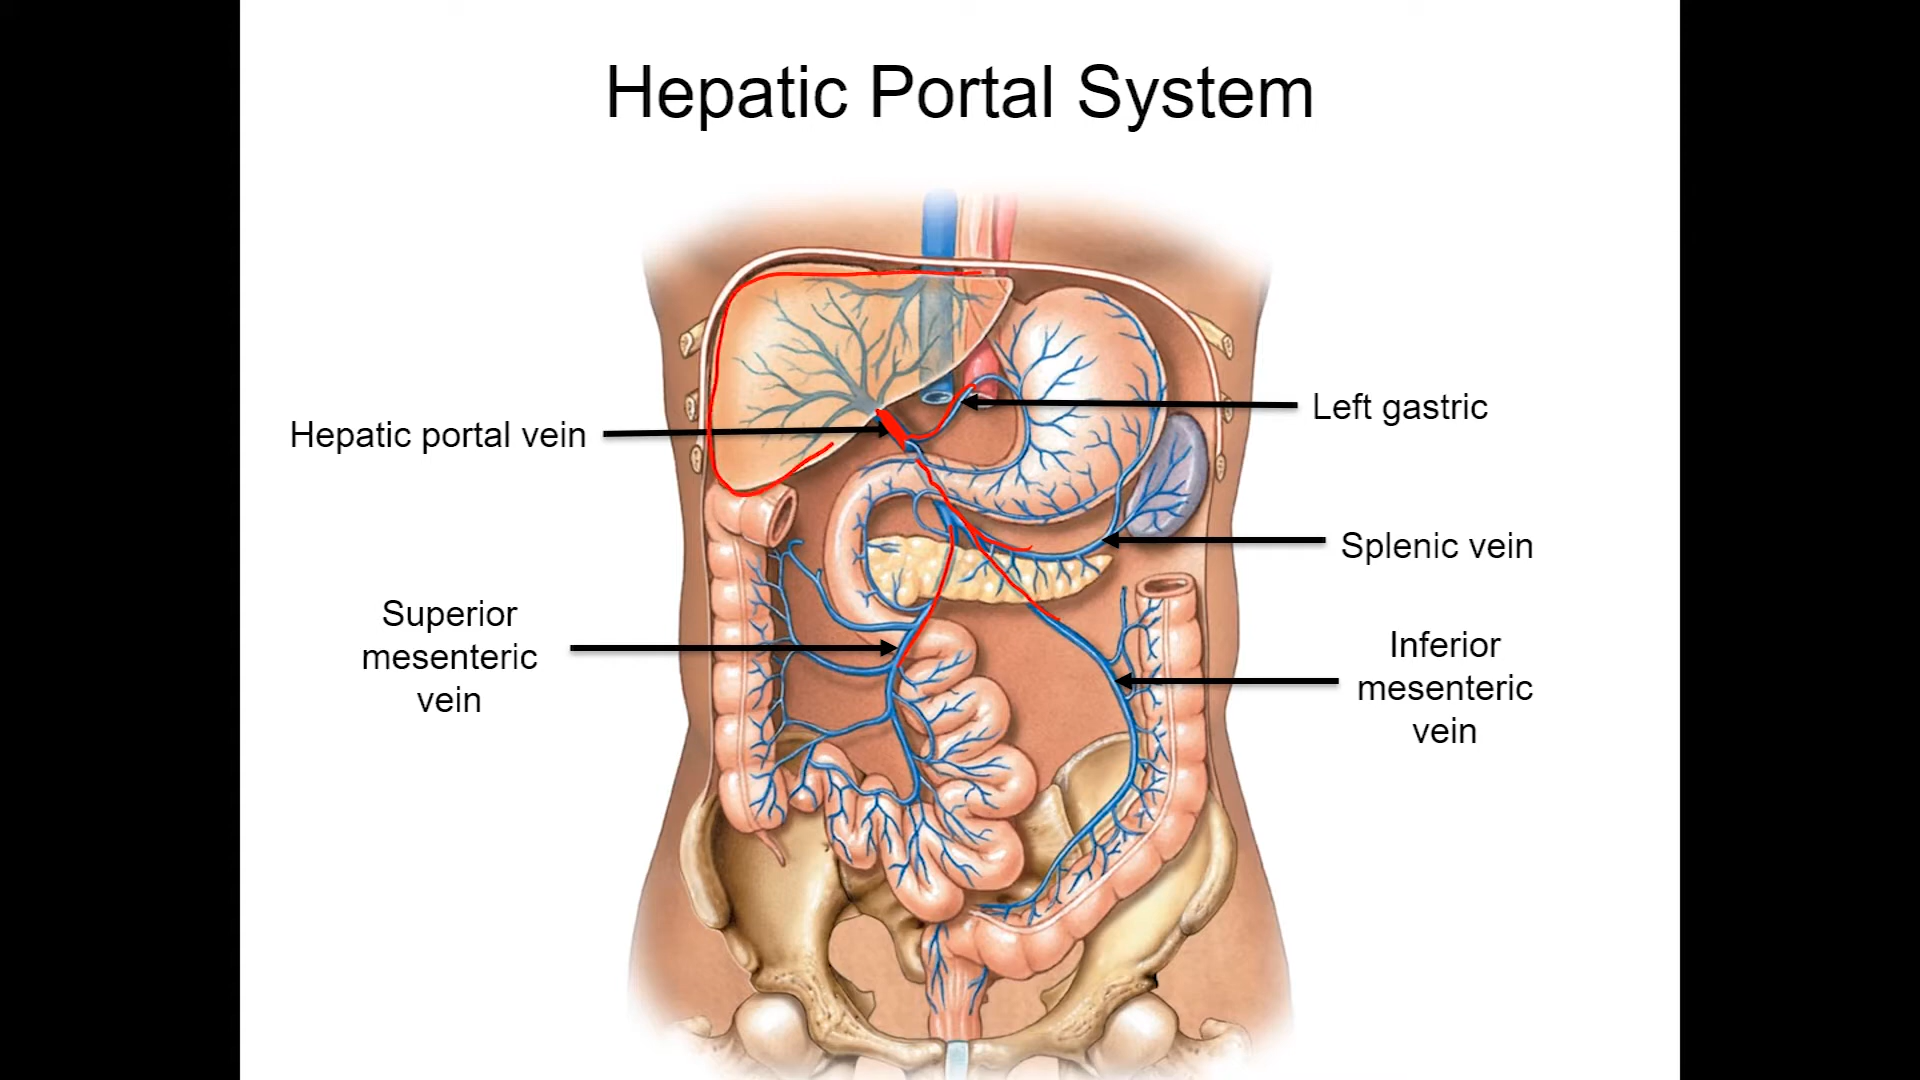 Hepatic Portal System
Hepatic portal vein
Left gastric
Splenic vein
Superior
mesenteric
vein
Inferior
mesenteric
vein